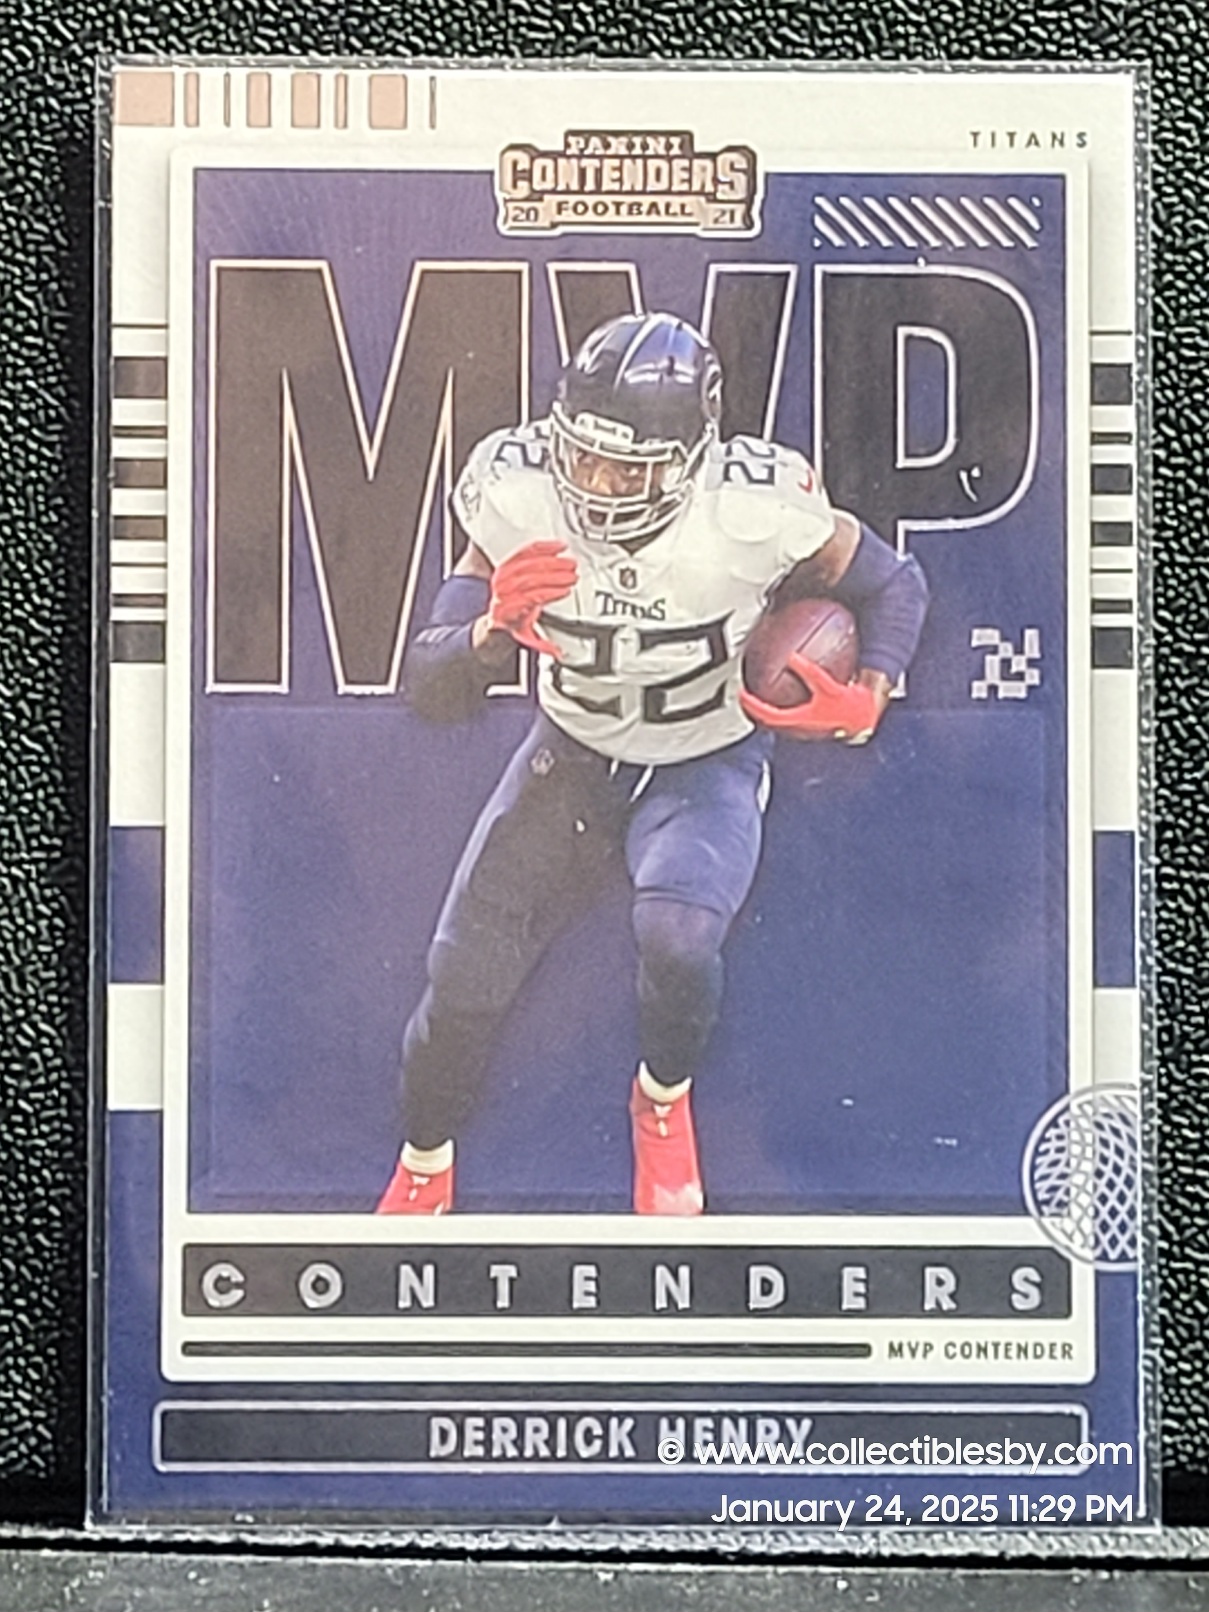 TITANS
PANINI
CONTENDERS
20 FOOTBALL 21
MVP
22
22
TITANS
22
CONTENDERS
MVP CONTENDER
DERRICK HENRY
© www.collectiblesby.com
January 24, 2025 11:29 PM